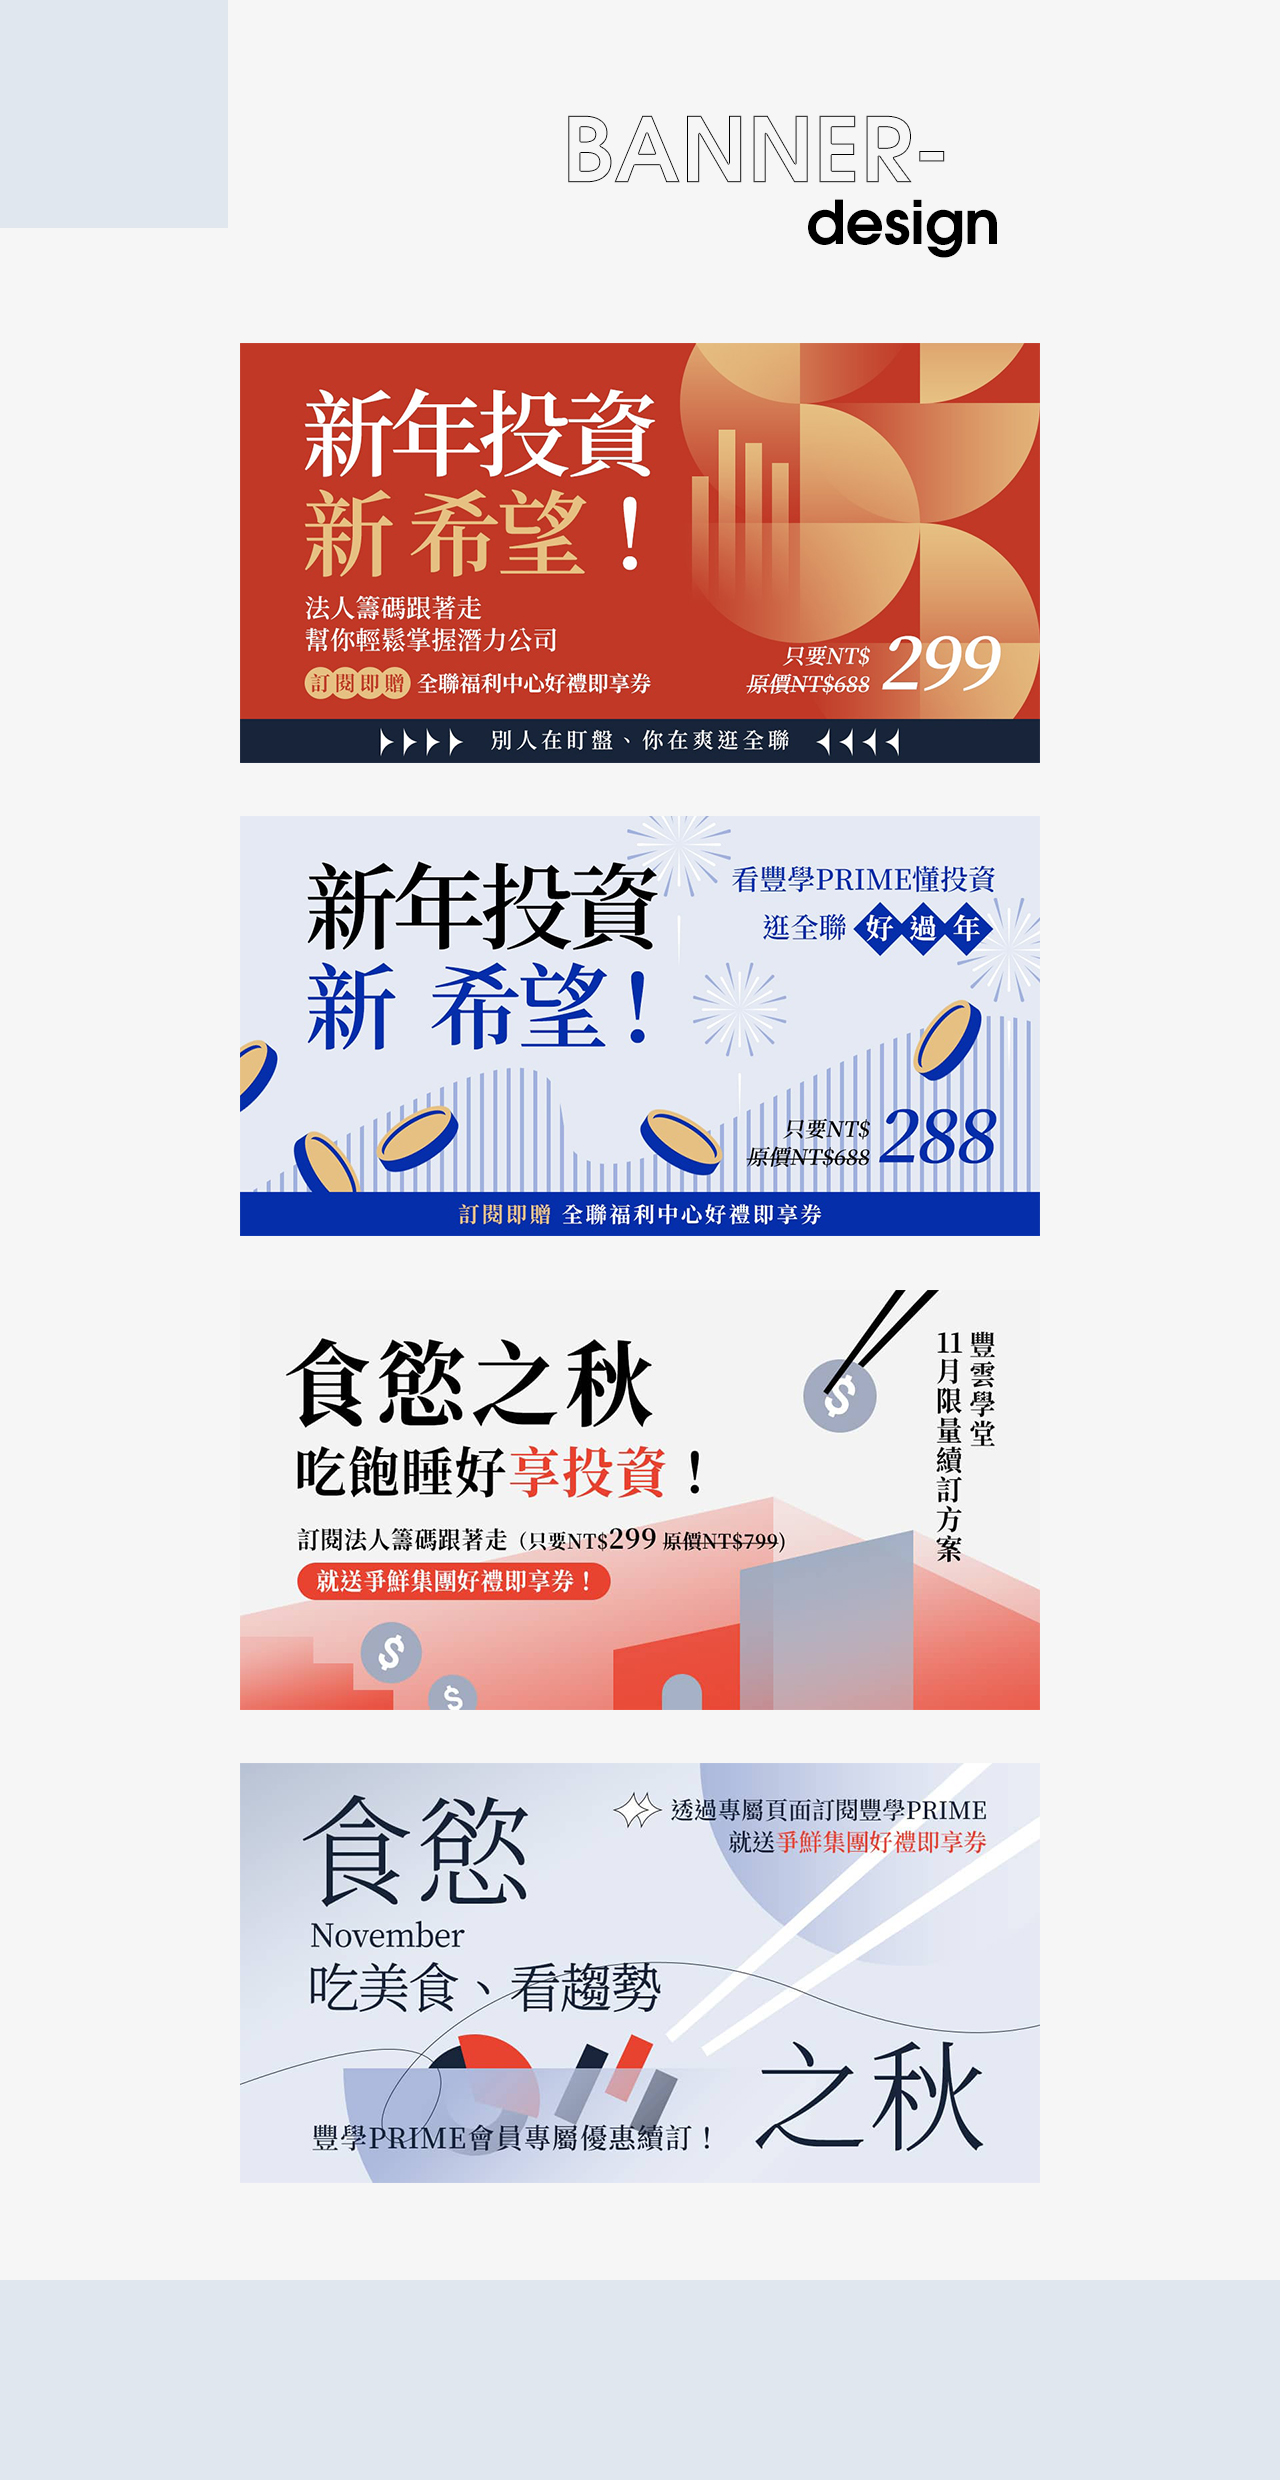 BANNER-
design
新年投資
新 希望！
法人籌碼跟著走
幫你輕鬆掌握潛力公司
訂閱即贈 全聯福利中心好禮即享券
只要NT$
原價NT$688
299
別人在盯盤、你在爽逛全聯
新年投資
新 希望！
看豐學PRIME懂投資
逛全聯 好過年
只要NT$
原價NT$688
288
訂閱即贈 全聯福利中心好禮即享券
食慾之秋
吃飽睡好享投資！
訂閱法人籌碼跟著走（只要NT$299 原價NT$799)
就送爭鮮集團好禮即享券！
豐雲學堂
11月限量續訂方案
$
$
$
食慾
November
吃美食、看趨勢
透過專屬頁面訂閱豐學PRIME
就送爭鮮集團好禮即享券
之秋
豐學PRIME會員專屬優惠續訂！